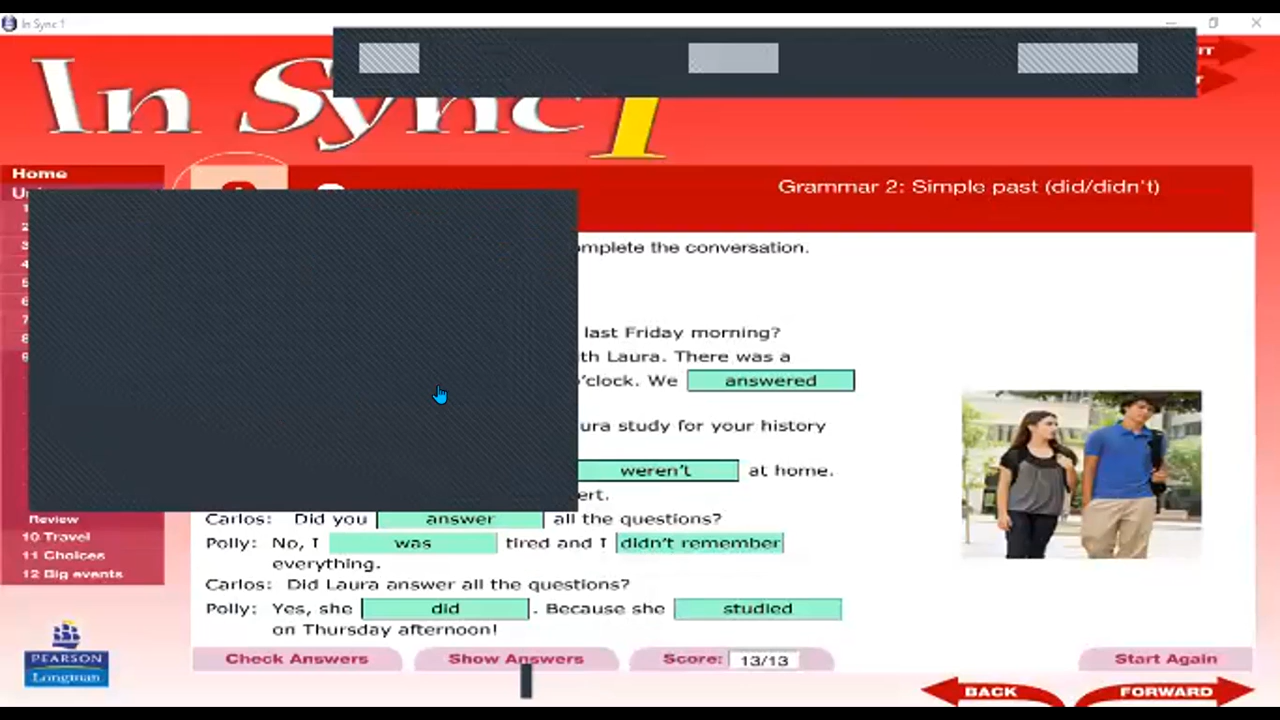 In Sync 1
In Sync 1
Home
Grammar 2: Simple past (did/didn't)
complete the conversation.
last Friday morning?
th Laura. There was a
o'clock. We answered
ura study for your history
weren't at home.
ert.
Review
Carlos: Did you answer all the questions?
10 Travel
Polly: No, I was tired and I didn't remember
11 Choices
everything.
12 Big events
Carlos: Did Laura answer all the questions?
Polly: Yes, she did . Because she studied
on Thursday afternoon!
PEARSON
Longman
Check Answers Show Answers Score: 13/13 Start Again
BACK FORWARD